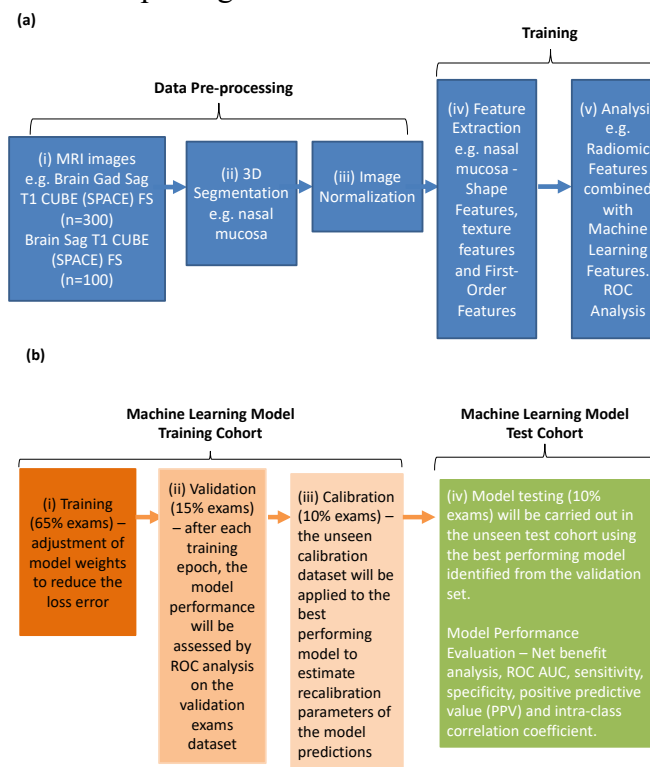 (a)
Training
Data Pre-processing
(i) MRI images
e.g. Brain Gad Sag
T1 CUBE (SPACE) FS
(n=300)
Brain Sag T1 CUBE
(SPACE) FS
(n=100)
(ii) 3D
Segmentation
e.g. nasal
mucosa
(iii) Image
Normalization
(iv) Feature
Extraction
e.g. nasal
mucosa -
Shape
Features,
texture
features
and First-
Order
Features
(v) Analysi
e.g.
Radiomic
Features
combined
with
Machine
Learning
Features.
ROC
Analysis
(b)
Machine Learning Model
Training Cohort
Machine Learning Model
Test Cohort
(i) Training
(65% exams) –
adjustment of
model weights
to reduce the
loss error
(ii) Validation
(15% exams)
– after each
training
epoch, the
model
performance
will be
assessed by
ROC analysis
on the
validation
exams
dataset
(iii) Calibration
(10% exams) –
the unseen
calibration
dataset will be
applied to the
best
performing
model to
estimate
recalibration
parameters of
the model
predictions
(iv) Model testing (10%
exams) will be carried out in
the unseen test cohort using
the best performing model
identified from the validation
set.
Model Performance
Evaluation – Net benefit
analysis, ROC AUC, sensitivity,
specificity, positive predictive
value (PPV) and intra-class
correlation coefficient.